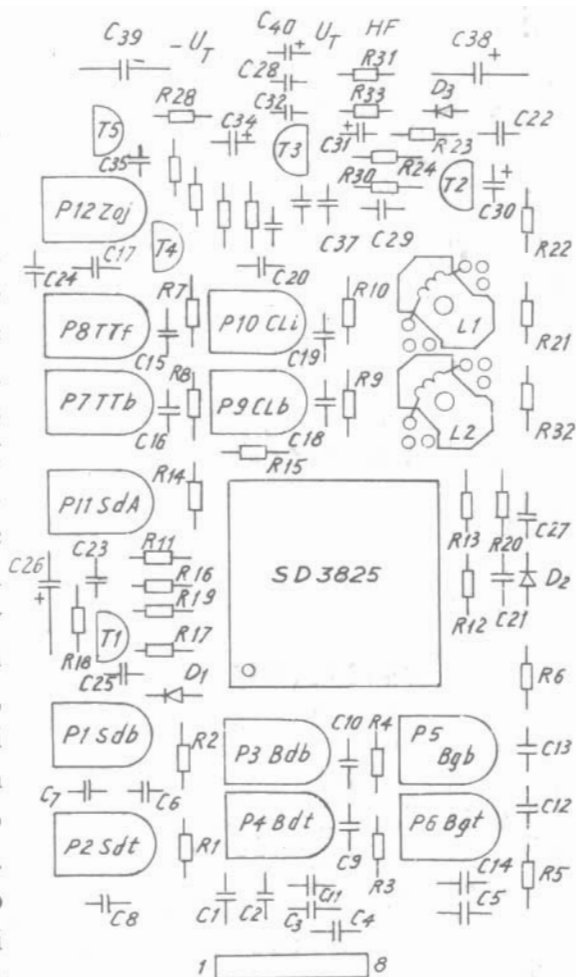 C39 - U_T C40 + U_T HF C38 +
C28 R31 D3
R28 C32 R33 C22
T5 C34 + T3 C31 + R23
C35 R24
R30 T2 C30 +
P12 Zoj T4 C37 C29 R22
C24 C17 C20
R7 R10
P8 TTf P10 CLi L1 R21
C15 C19
R8 R9
P7 TTb P9 CLb L2 R32
C16 C18
R15
R14
P11 SdA
SD3825 R13 R20 C27
C26 + C23 R11
R16 D2
R19 R12 C21
R18 T1 R17
C25 D1 R6
P1 Sdb R2 P3 Bdb C10 R4 P5 Bgb C13
C7 C6 C12
P2 Sdt R1 P4 Bdt C9 R3 P6 Bgt C14 R5
C8 C1 C2 C11 C5
C3 C4
1 8